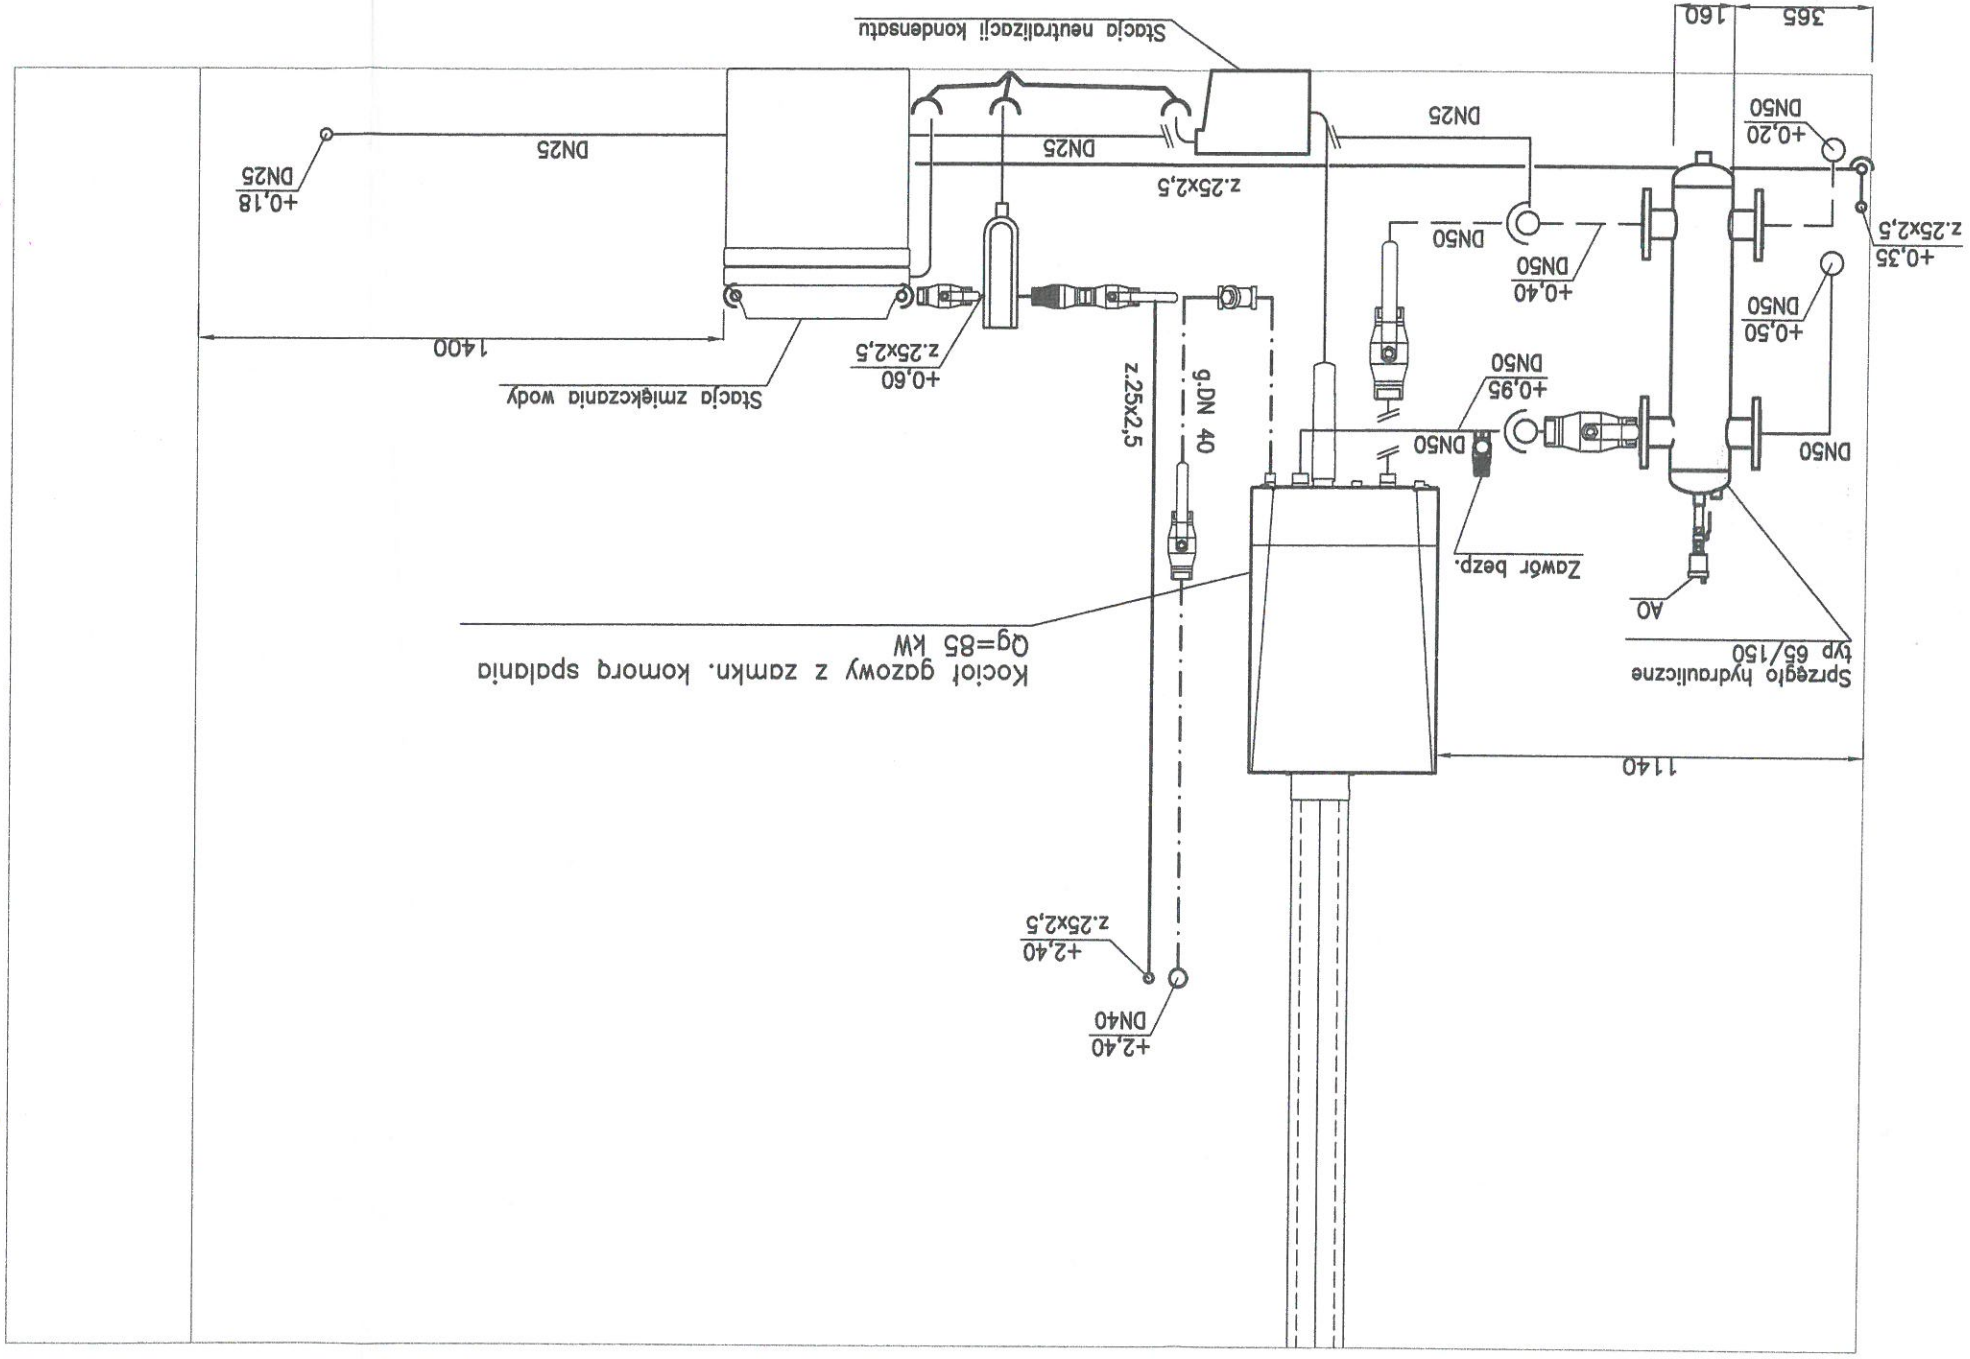 +2,40
DN40
+2,40
z.25x2,5
1140
Sprzęgło hydrauliczne
typ 65/150
Kocioł gazowy z zamkn. komorą spalania
Qg=85 kW
AO
Zawór bezp.
DN50
DN50
g.DN 40
z.25x2,5
Stacja zmiękczania wody
+0,95
DN50
+0,60
z.25x2,5
1400
+0,50
DN50
+0,40
DN50
+0,35
z.25x2,5
DN50
+0,18
DN25
z.25x2,5
DN25
DN25
+0,20
DN50
DN25
Stacja neutralizacji kondensatu
365
160